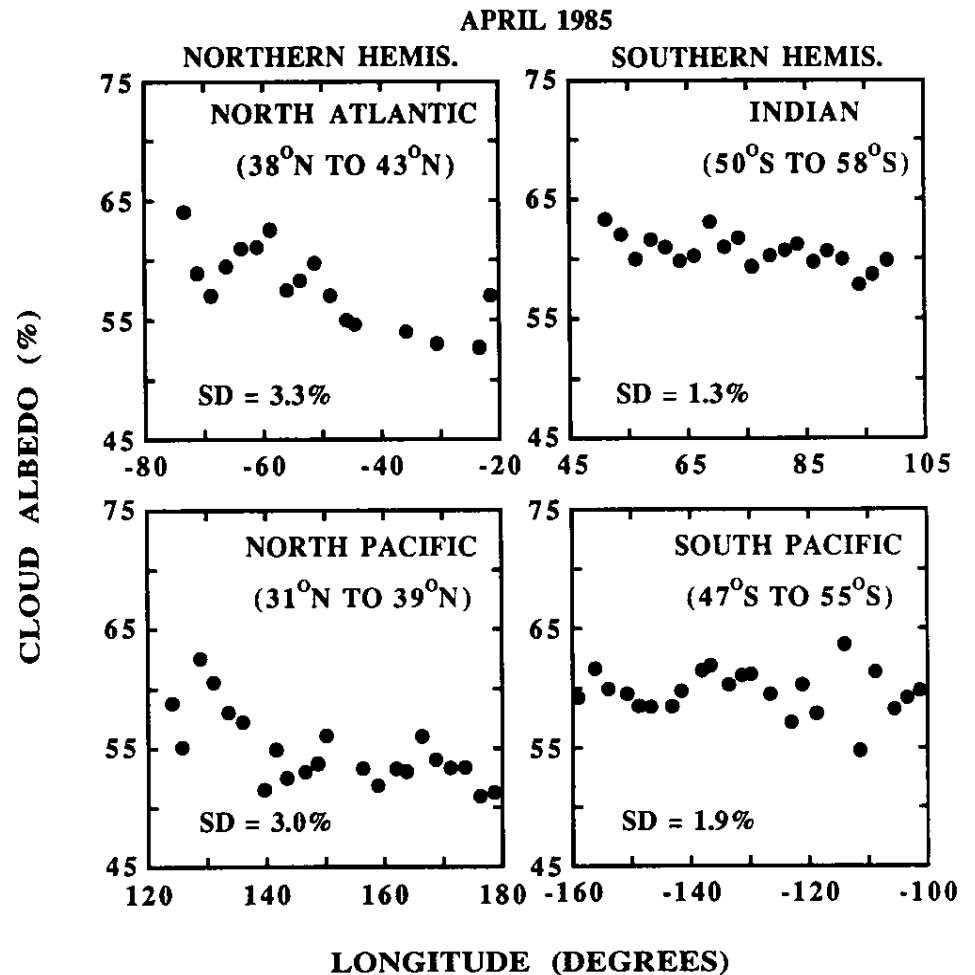 APRIL 1985
NORTHERN HEMIS.
SOUTHERN HEMIS.
CLOUD ALBEDO (%)
75
65
55
45
NORTH ATLANTIC
(38°N TO 43°N)
SD = 3.3%
-80 -60 -40 -20
75
65
55
45
INDIAN
(50°S TO 58°S)
SD = 1.3%
45 65 85 105
75
65
55
45
NORTH PACIFIC
(31°N TO 39°N)
SD = 3.0%
120 140 160 180
75
65
55
45
SOUTH PACIFIC
(47°S TO 55°S)
SD = 1.9%
-160 -140 -120 -100
LONGITUDE (DEGREES)